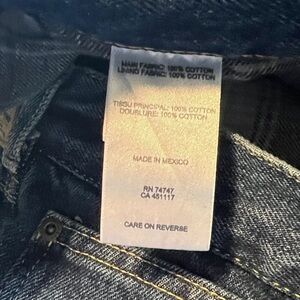 MAIN FABRIC: 100% COTTON
LINING FABRIC: 100% COTTON
TISSU PRINCIPAL: 100% COTTON
DOUBLURE: 100% COTTON
MADE IN MEXICO
RN 74747
CA 451117
CARE ON REVERSE